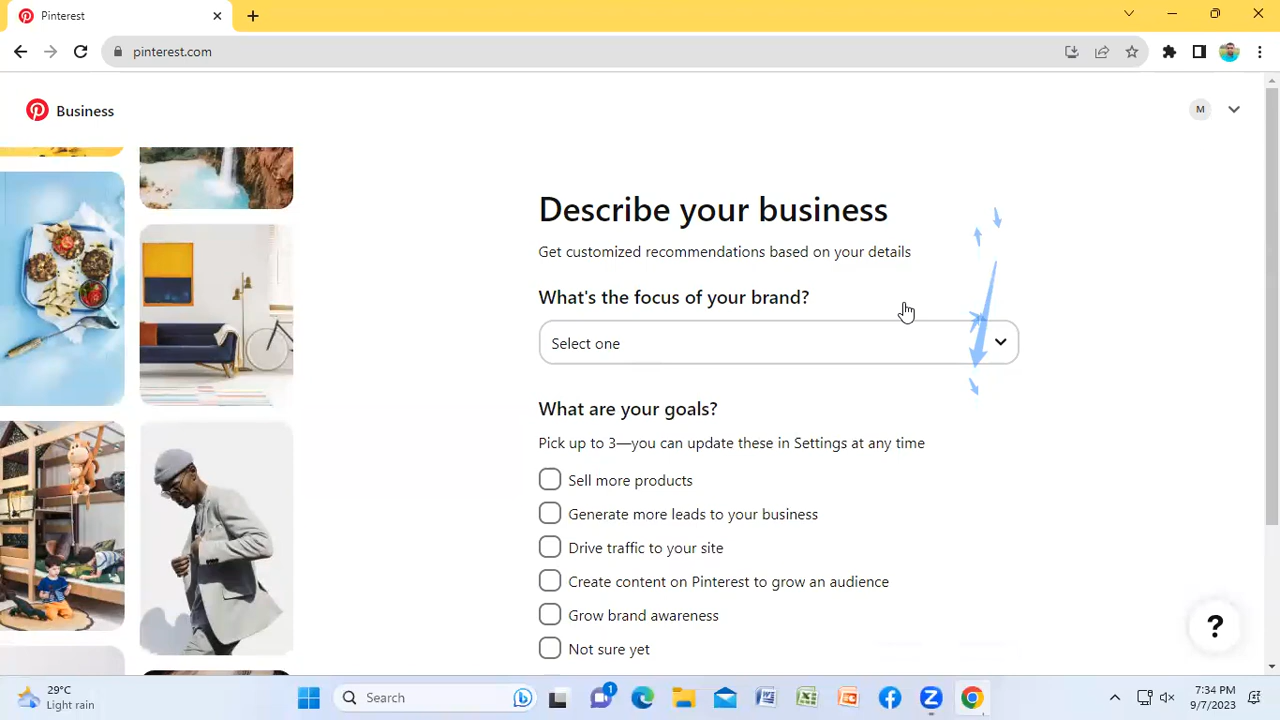 Pinterest
pinterest.com
Business
M
Describe your business
Get customized recommendations based on your details
What's the focus of your brand?
Select one
What are your goals?
Pick up to 3—you can update these in Settings at any time
Sell more products
Generate more leads to your business
Drive traffic to your site
Create content on Pinterest to grow an audience
Grow brand awareness
Not sure yet
?
29°C
Light rain
Search
1
7:34 PM
9/7/2023